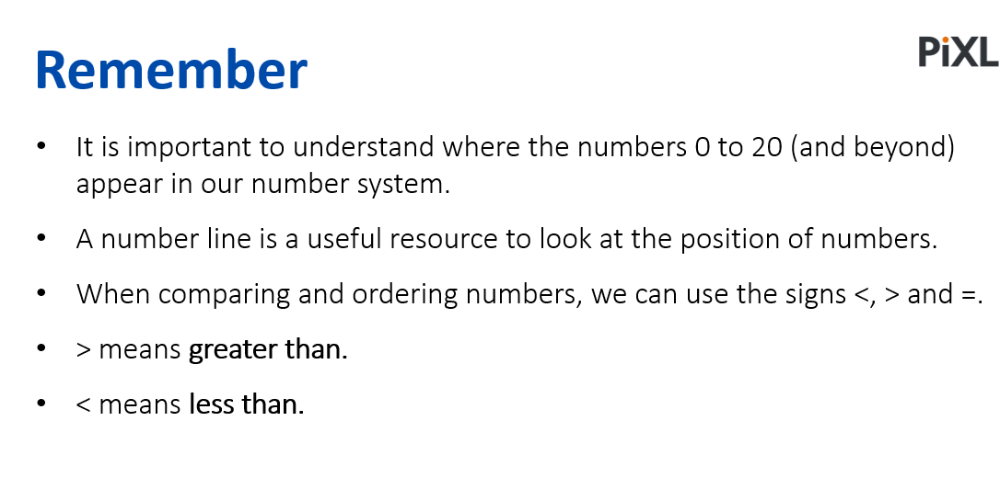 Remember
PiXL
• It is important to understand where the numbers 0 to 20 (and beyond)
appear in our number system.
• A number line is a useful resource to look at the position of numbers.
• When comparing and ordering numbers, we can use the signs <, > and =.
• > means greater than.
• < means less than.